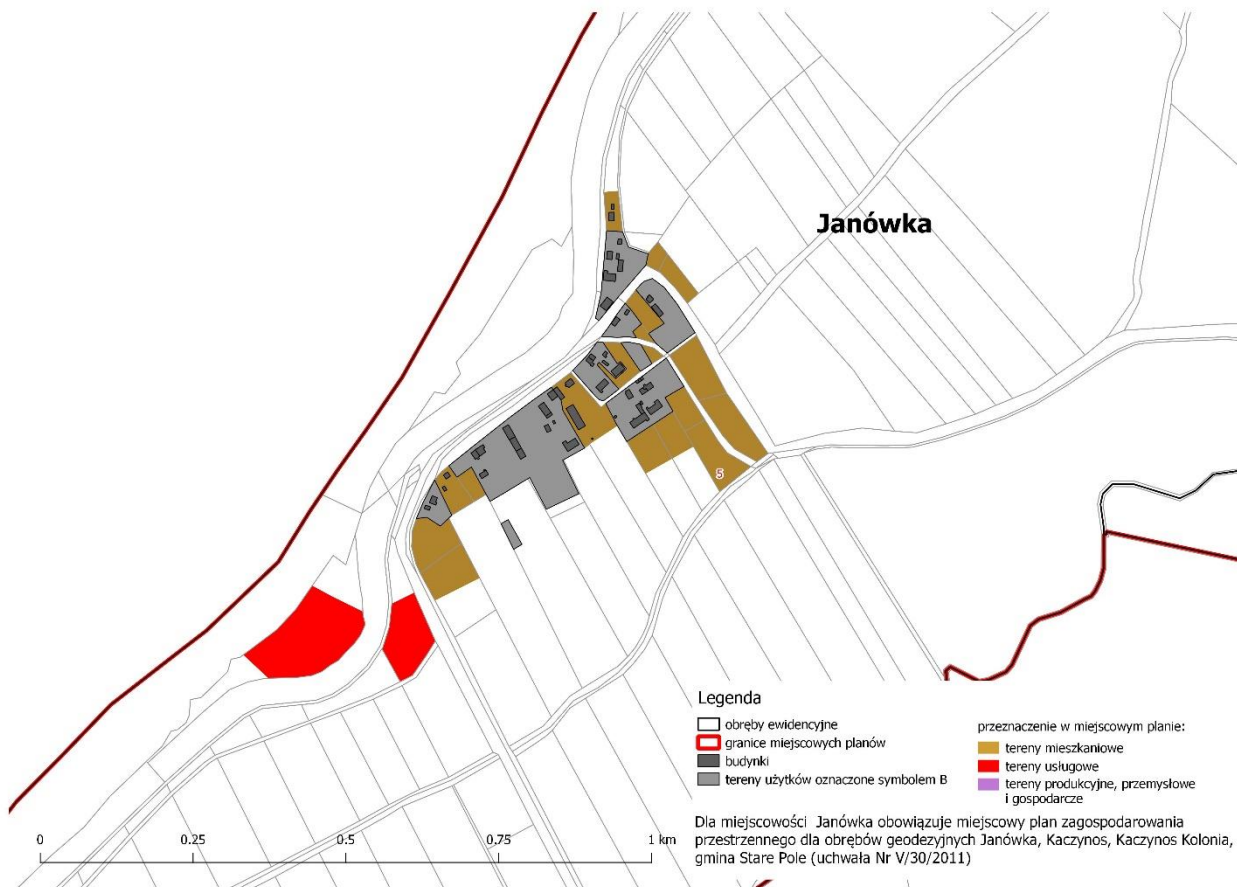 Janówka
5
Legenda
obręby ewidencyjne
granice miejscowych planów
budynki
tereny użytków oznaczone symbolem B
przeznaczenie w miejscowym planie:
tereny mieszkaniowe
tereny usługowe
tereny produkcyjne, przemysłowe
i gospodarcze
Dla miejscowości Janówka obowiązuje miejscowy plan zagospodarowania
przestrzennego dla obrębów geodezyjnych Janówka, Kaczynos, Kaczynos Kolonia,
gmina Stare Pole (uchwała Nr V/30/2011)
0 0.25 0.5 0.75 1 km